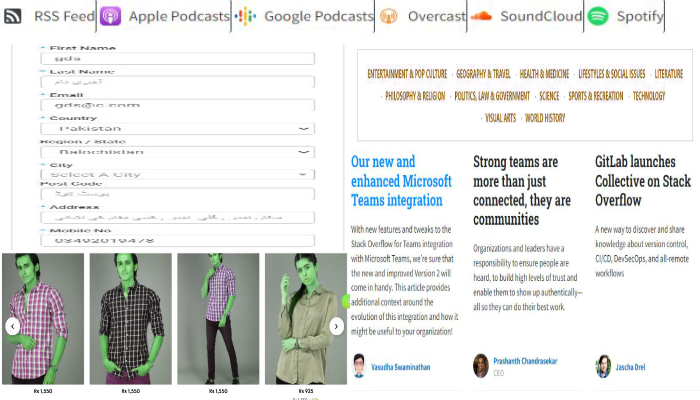 RSS Feed Apple Podcasts Google Podcasts Overcast SoundCloud Spotify
* First Name
gds
* Last Name
* Email
gds@c.com
* Country
Pakistan
Region / State
Balochistan
* City
Select A City
Post Code
پوسٹ کوڈ
* Address
* Mobile No
03492019478
Rs 1,550 Rs 1,550 Rs 1,550 Rs 925
ENTERTAINMENT & POP CULTURE · GEOGRAPHY & TRAVEL · HEALTH & MEDICINE · LIFESTYLES & SOCIAL ISSUES · LITERATURE
· PHILOSOPHY & RELIGION · POLITICS, LAW & GOVERNMENT · SCIENCE · SPORTS & RECREATION · TECHNOLOGY
· VISUAL ARTS · WORLD HISTORY
Our new and
enhanced Microsoft
Teams integration
With new features and tweaks to the
Stack Overflow for Teams integration
with Microsoft Teams, we're sure that
the new and improved Version 2 will
come in handy. This article provides
additional context around the
evolution of this integration and how it
might be useful to your organization!
Vasudha Swaminathan
Strong teams are
more than just
connected, they are
communities
Organizations and leaders have a
responsibility to ensure people are
heard, to build high levels of trust and
enable them to show up authentically—
all so they can do their best work.
Prashanth Chandrasekar
CEO
GitLab launches
Collective on Stack
Overflow
A new way to discover and share
knowledge about version control,
CI/CD, DevSecOps, and all-remote
workflows
Jascha Drel